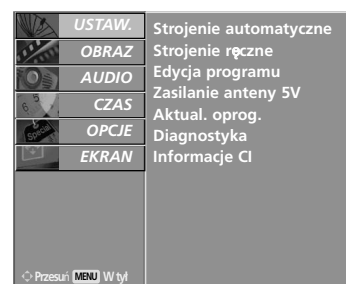 USTAW.
OBRAZ
AUDIO
CZAS
OPCJE
EKRAN
Strojenie automatyczne
Strojenie ręczne
Edycja programu
Zasilanie anteny 5V
Aktual. oprog.
Diagnostyka
Informacje CI
Special
Przesuń MENU W tył